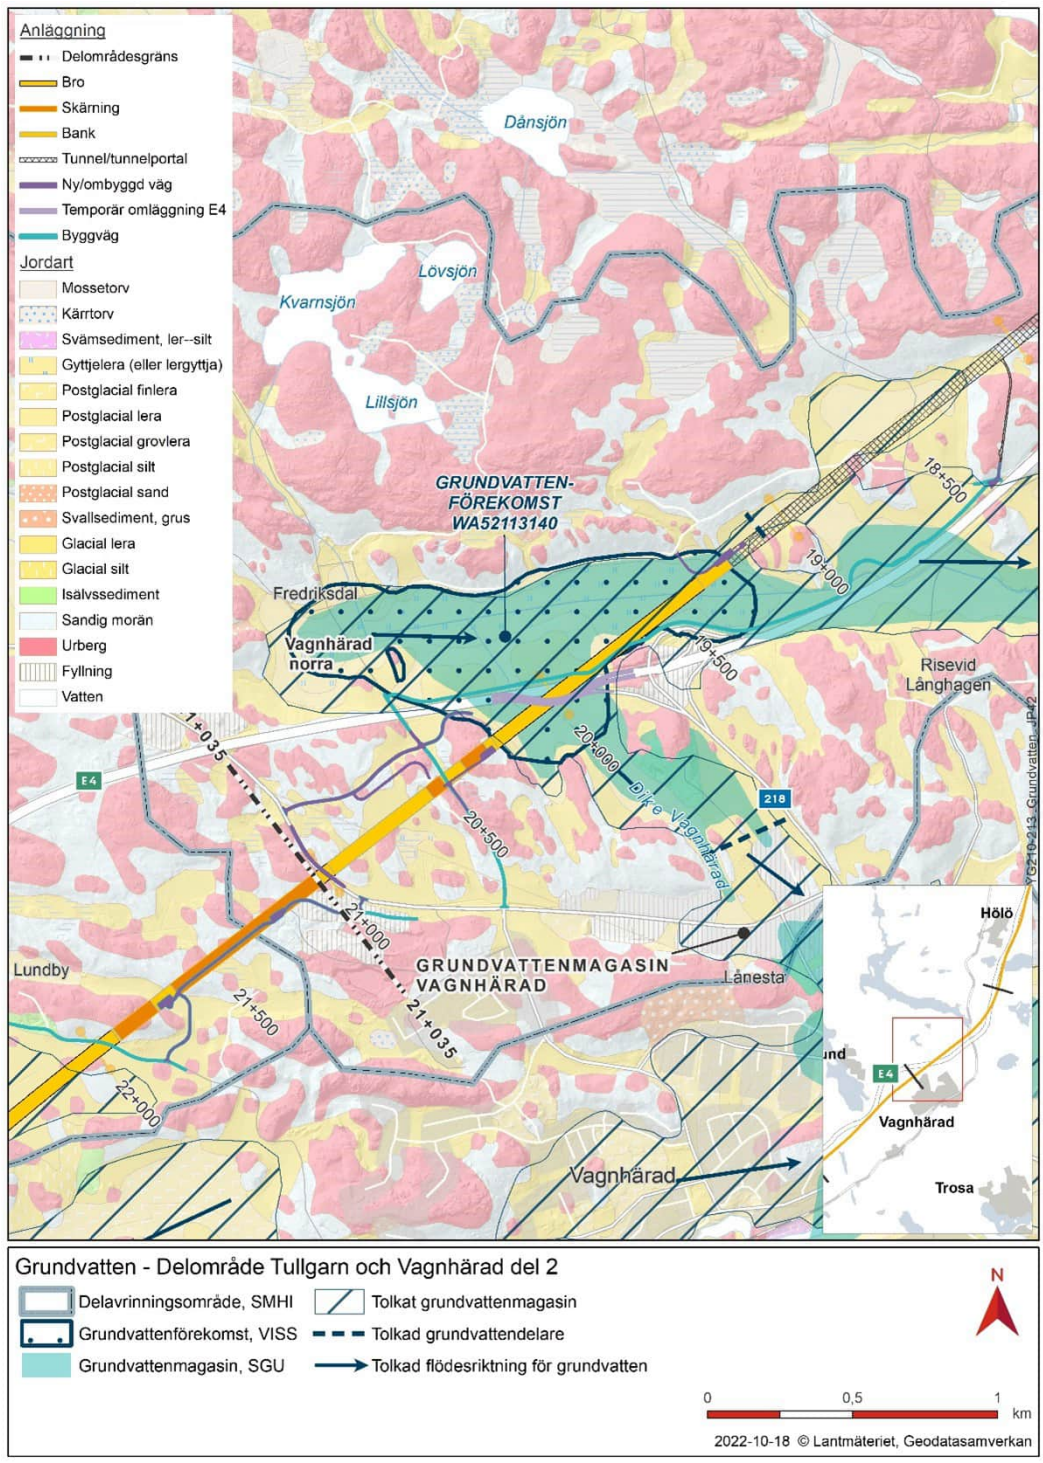 Anläggning
Delområdesgräns
Bro
Skärning
Bank
Tunnel/tunnelportal
Ny/ombyggd väg
Temporär omläggning E4
Byggväg
Jordart
Mossetorv
Kärrtorv
Svämsediment, ler--silt
Gyttjelera (eller lergyttja)
Postglacial finlera
Postglacial lera
Postglacial grovlera
Postglacial silt
Postglacial sand
Svallsediment, grus
Glacial lera
Glacial silt
Isälvssediment
Sandig morän
Urberg
Fyllning
Vatten
Dånsjön
Lövsjön
Kvarnsjön
Lillsjön
GRUNDVATTEN-
FÖREKOMST
WA52113140
18+500
19+000
Fredriksdal
Vagnhärad
norra
19+500
Risevid
Långhagen
E4
20+000
218
Dike Vagnhärad
20+500
21+000
Lundby
GRUNDVATTENMAGASIN
VAGNHÄRAD
Lånesta
21+500
21+035
22+000
Vagnhärad
Hölö
E4
Vagnhärad
Trosa
Grundvatten - Delområde Tullgarn och Vagnhärad del 2
Delavrinningsområde, SMHI
Grundvattenförekomst, VISS
Grundvattenmagasin, SGU
Tolkat grundvattenmagasin
Tolkad grundvattendelare
Tolkad flödesriktning för grundvatten
N
0 0,5 1
km
2022-10-18 © Lantmäteriet, Geodatasamverkan